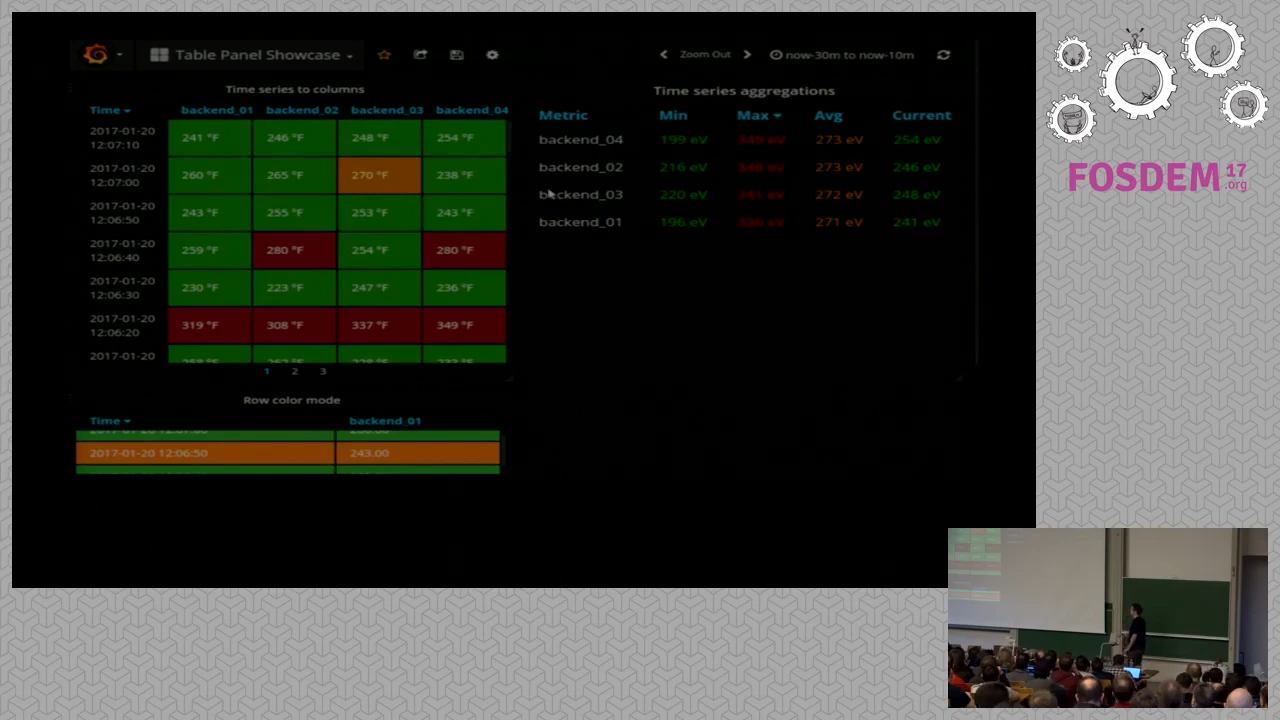 Table Panel Showcase
Zoom Out
now-30m to now-10m
Time series to columns
Time backend_01 backend_02 backend_03 backend_04
2017-01-20 12:07:10 241 °F 246 °F 248 °F 254 °F
2017-01-20 12:07:00 260 °F 265 °F 270 °F 238 °F
2017-01-20 12:06:50 243 °F 255 °F 253 °F 243 °F
2017-01-20 12:06:40 259 °F 280 °F 254 °F 280 °F
2017-01-20 12:06:30 230 °F 223 °F 247 °F 236 °F
2017-01-20 12:06:20 319 °F 308 °F 337 °F 349 °F
2017-01-20
1 2 3
Time series aggregations
Metric Min Max Avg Current
backend_04 199 eV 349 eV 273 eV 254 eV
backend_02 216 eV 273 eV 246 eV
backend_03 220 eV 272 eV 248 eV
backend_01 196 eV 271 eV 241 eV
Row color mode
Time backend_01
2017-01-20 12:06:50 243.00
FOSDEM 17
.org